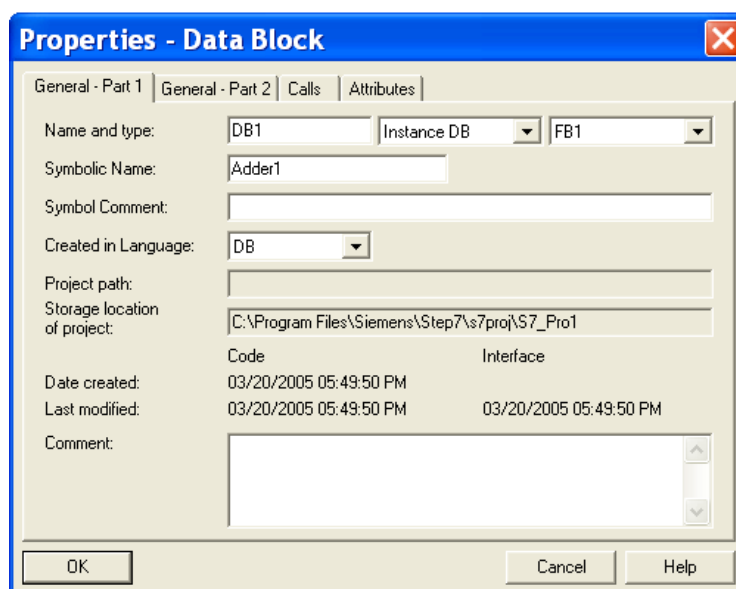 Properties - Data Block
General - Part 1 General - Part 2 Calls Attributes
Name and type: DB1 Instance DB FB1
Symbolic Name: Adder1
Symbol Comment:
Created in Language: DB
Project path:
Storage location
of project: C:\Program Files\Siemens\Step7\s7proj\S7_Pro1
Code Interface
Date created: 03/20/2005 05:49:50 PM
Last modified: 03/20/2005 05:49:50 PM 03/20/2005 05:49:50 PM
Comment:
OK Cancel Help